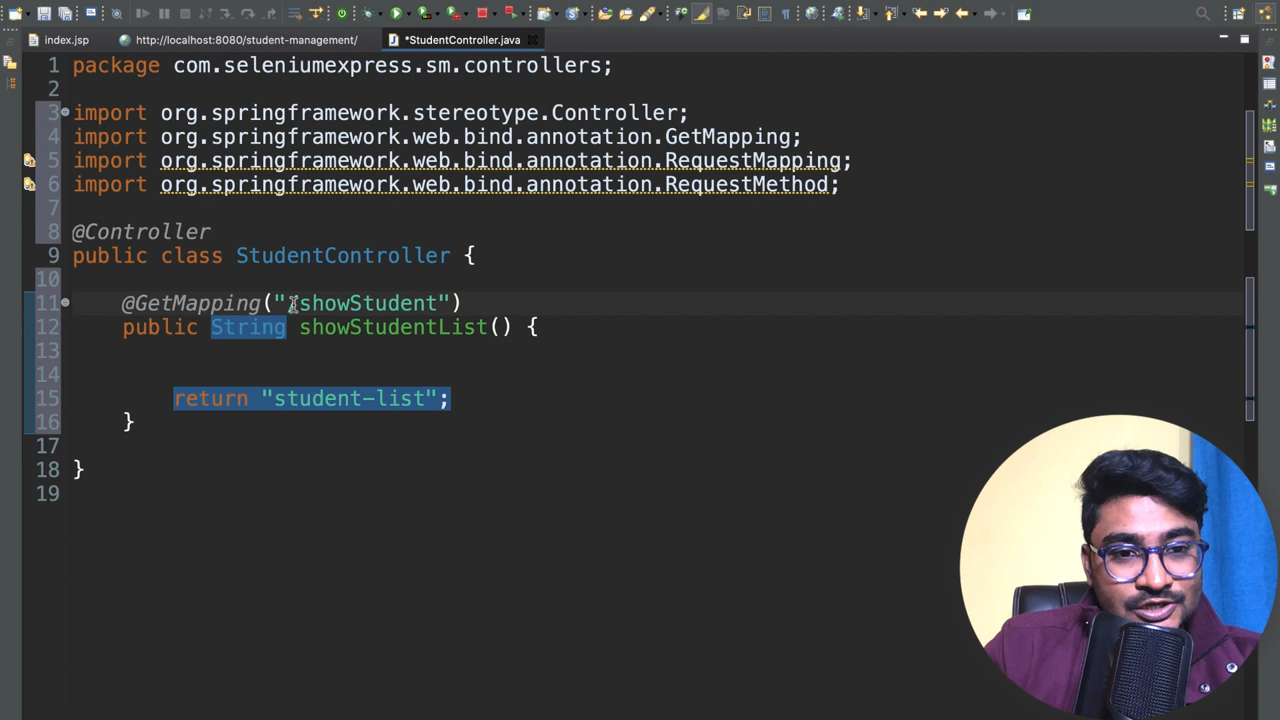 index.jsp http://localhost:8080/student-management/ *StudentController.java
1 package com.seleniumexpress.sm.controllers;
2
3 import org.springframework.stereotype.Controller;
4 import org.springframework.web.bind.annotation.GetMapping;
5 import org.springframework.web.bind.annotation.RequestMapping;
6 import org.springframework.web.bind.annotation.RequestMethod;
7
8 @Controller
9 public class StudentController {
10
11 @GetMapping("/showStudent")
12 public String showStudentList() {
13
14
15 return "student-list";
16 }
17
18 }
19